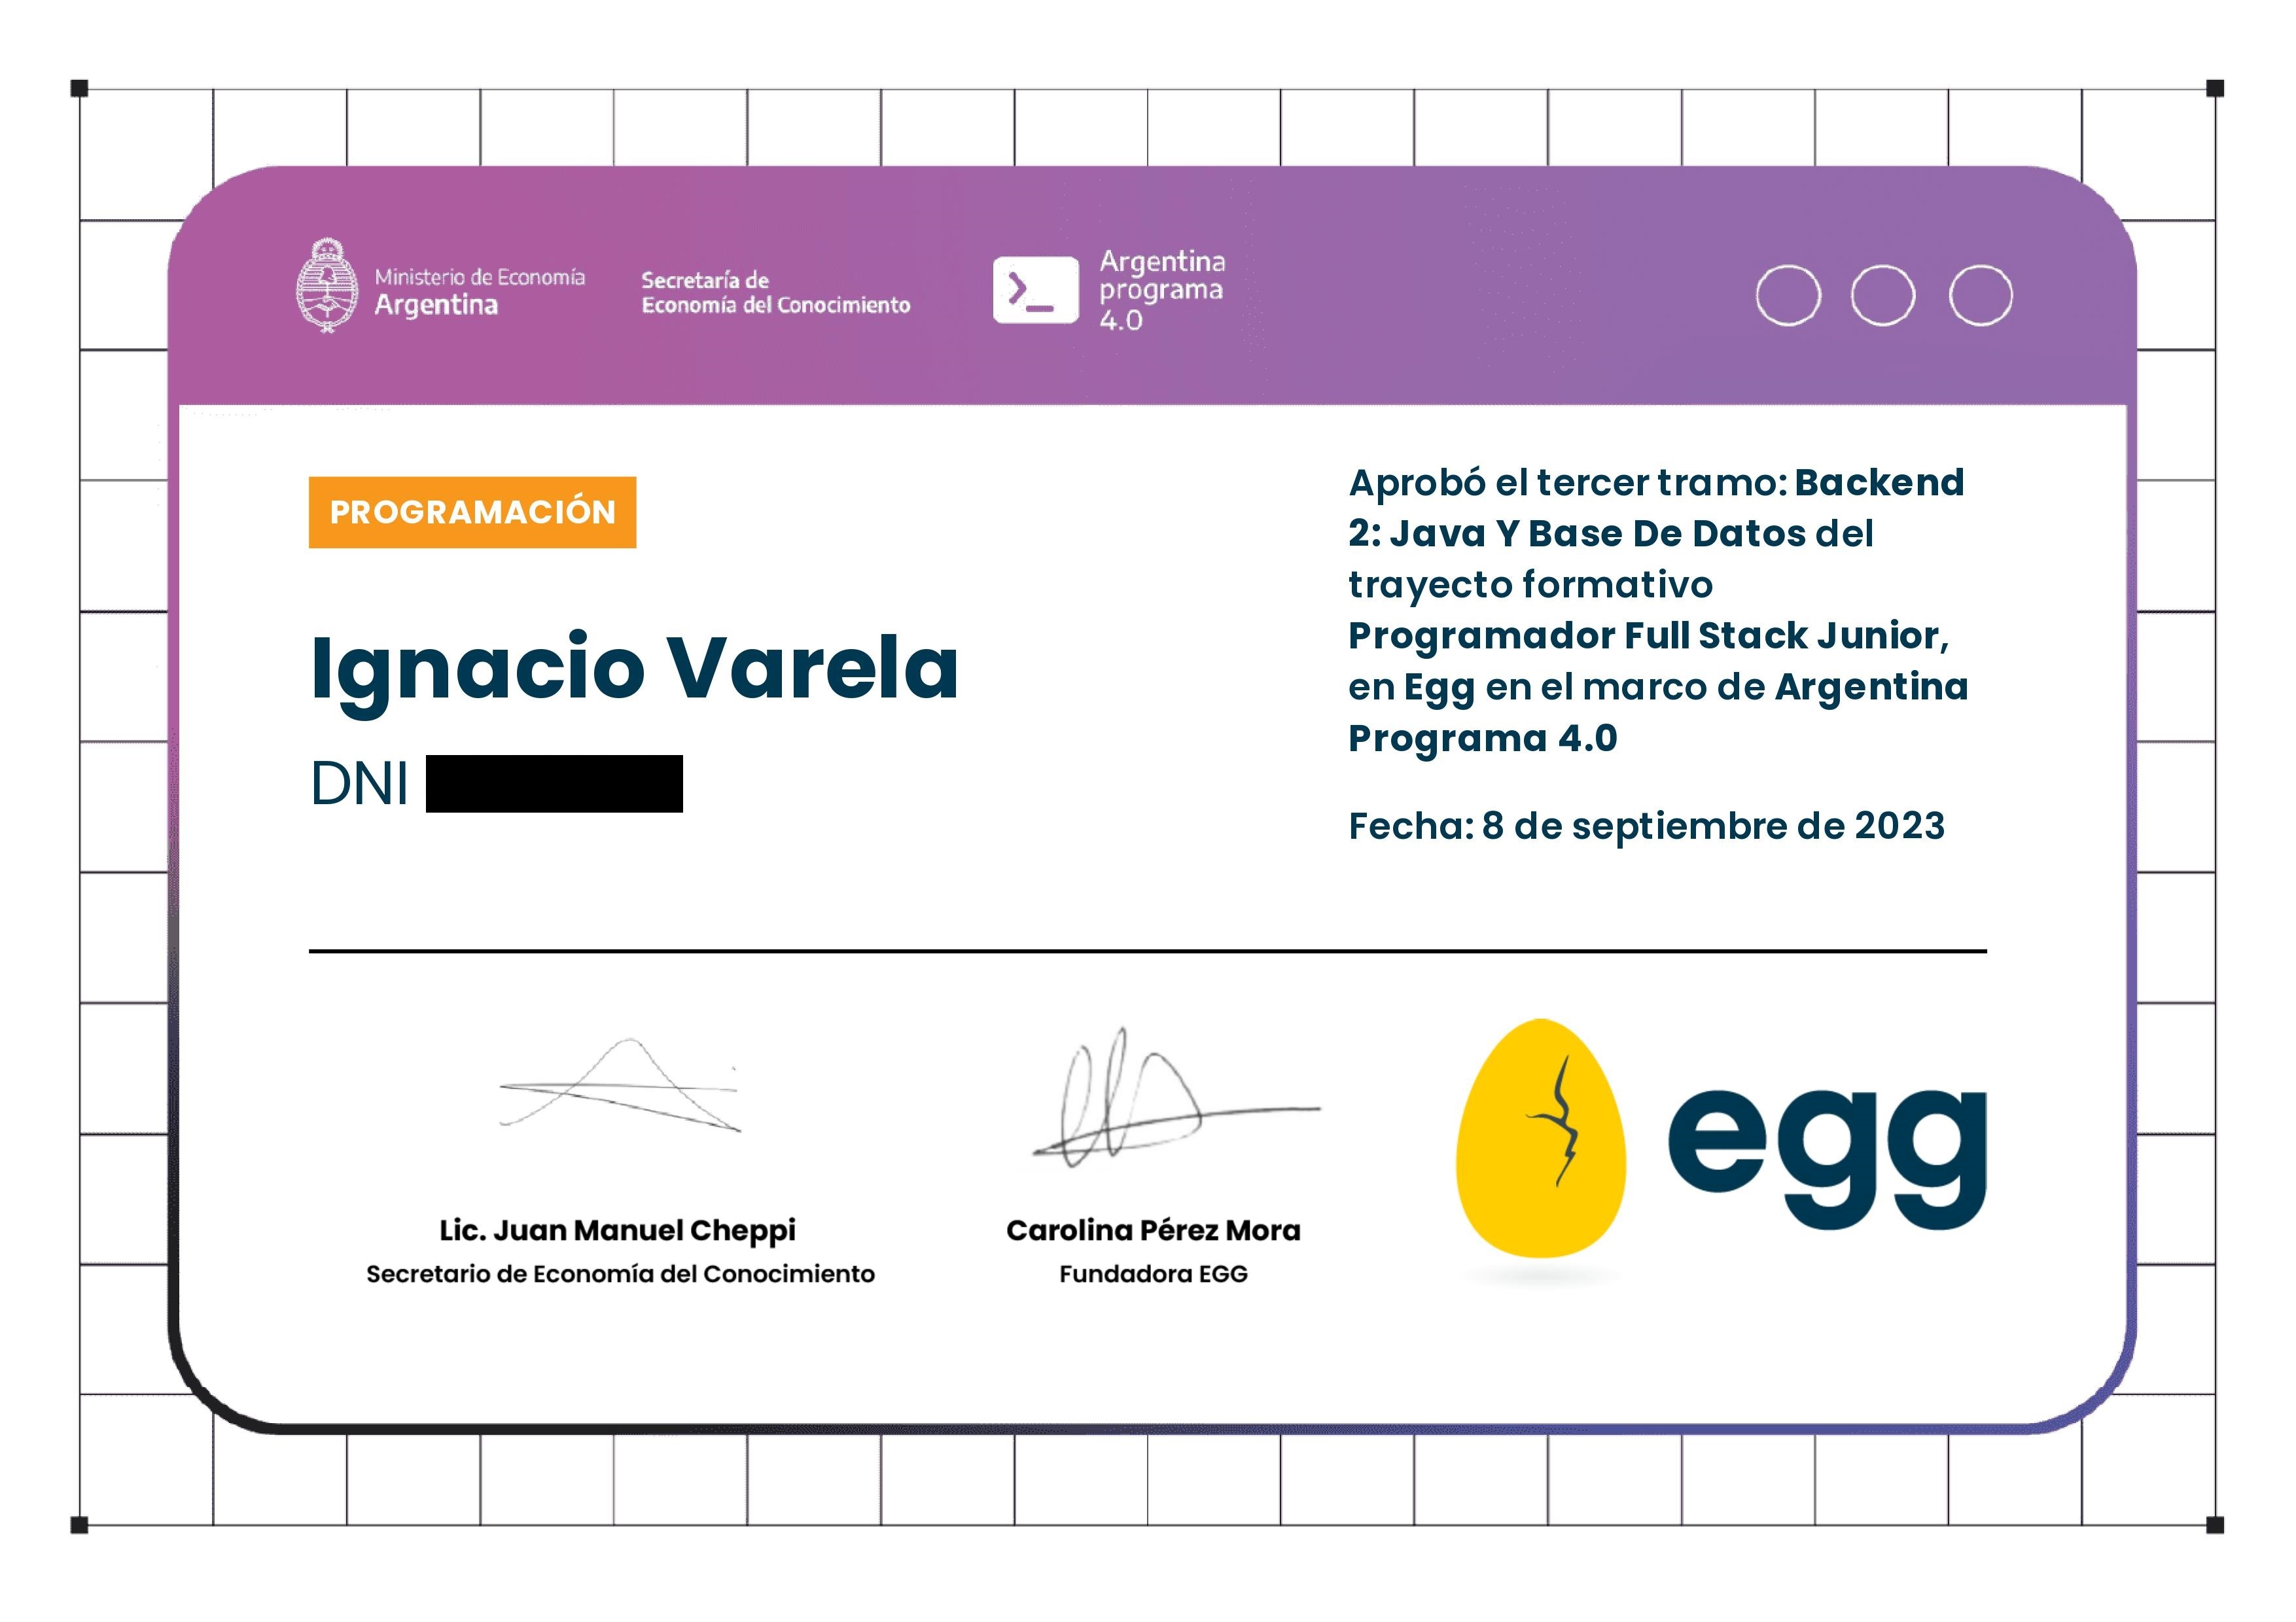 Ministerio de Economía
Argentina
Secretaría de
Economía del Conocimiento
Argentina
programa
4.0
PROGRAMACIÓN
Ignacio Varela
DNI
Aprobó el tercer tramo: Backend
2: Java Y Base De Datos del
trayecto formativo
Programador Full Stack Junior,
en Egg en el marco de Argentina
Programa 4.0
Fecha: 8 de septiembre de 2023
Lic. Juan Manuel Cheppi
Secretario de Economía del Conocimiento
Carolina Pérez Mora
Fundadora EGG
egg